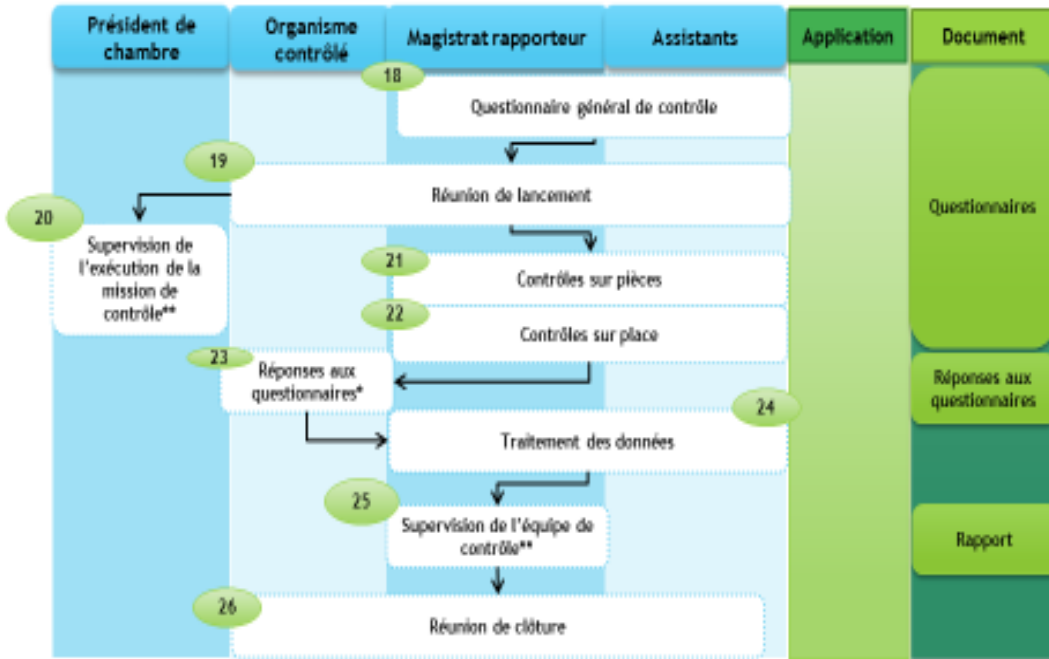 Président de
chambre
Organisme
contrôlé
Magistrat rapporteur
Assistants
Application
Document
18
Questionnaire général de contrôle
19
Réunion de lancement
20
Supervision de
l'exécution de la
mission de
contrôle**
Questionnaires
21
Contrôles sur pièces
22
Contrôles sur place
23
Réponses aux
questionnaires*
Réponses aux
questionnaires
24
Traitement des données
25
Supervision de l'équipe de
contrôle**
Rapport
26
Réunion de clôture